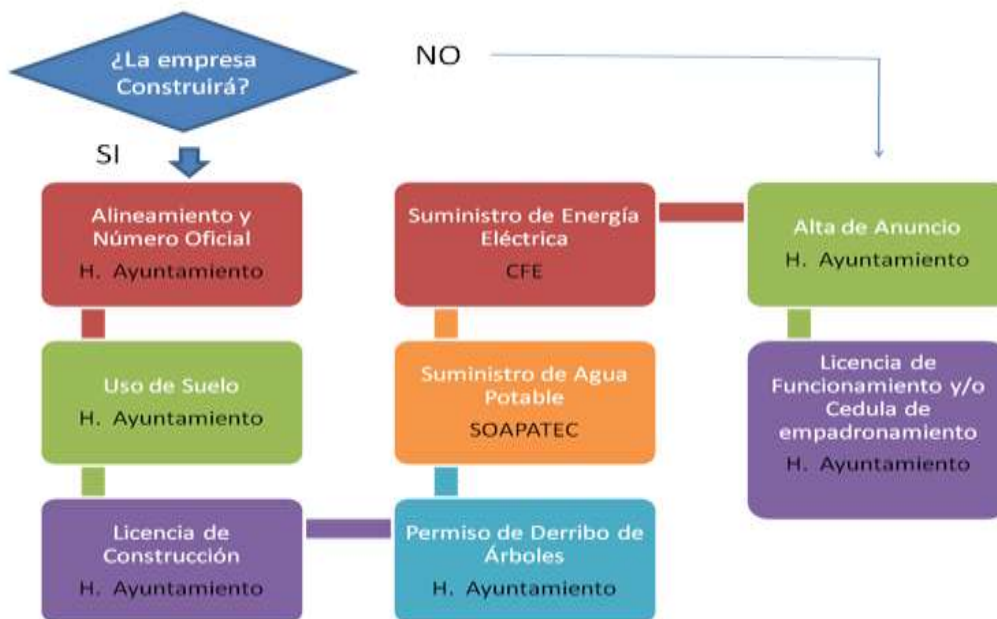 ¿La empresa
Construirá?
NO
SI
Alineamiento y
Número Oficial
H. Ayuntamiento
Uso de Suelo
H. Ayuntamiento
Licencia de
Construcción
H. Ayuntamiento
Permiso de Derribo de
Árboles
H. Ayuntamiento
Suministro de Agua
Potable
SOAPATEC
Suministro de Energía
Eléctrica
CFE
Alta de Anuncio
H. Ayuntamiento
Licencia de
Funcionamiento y/o
Cedula de
empadronamiento
H. Ayuntamiento